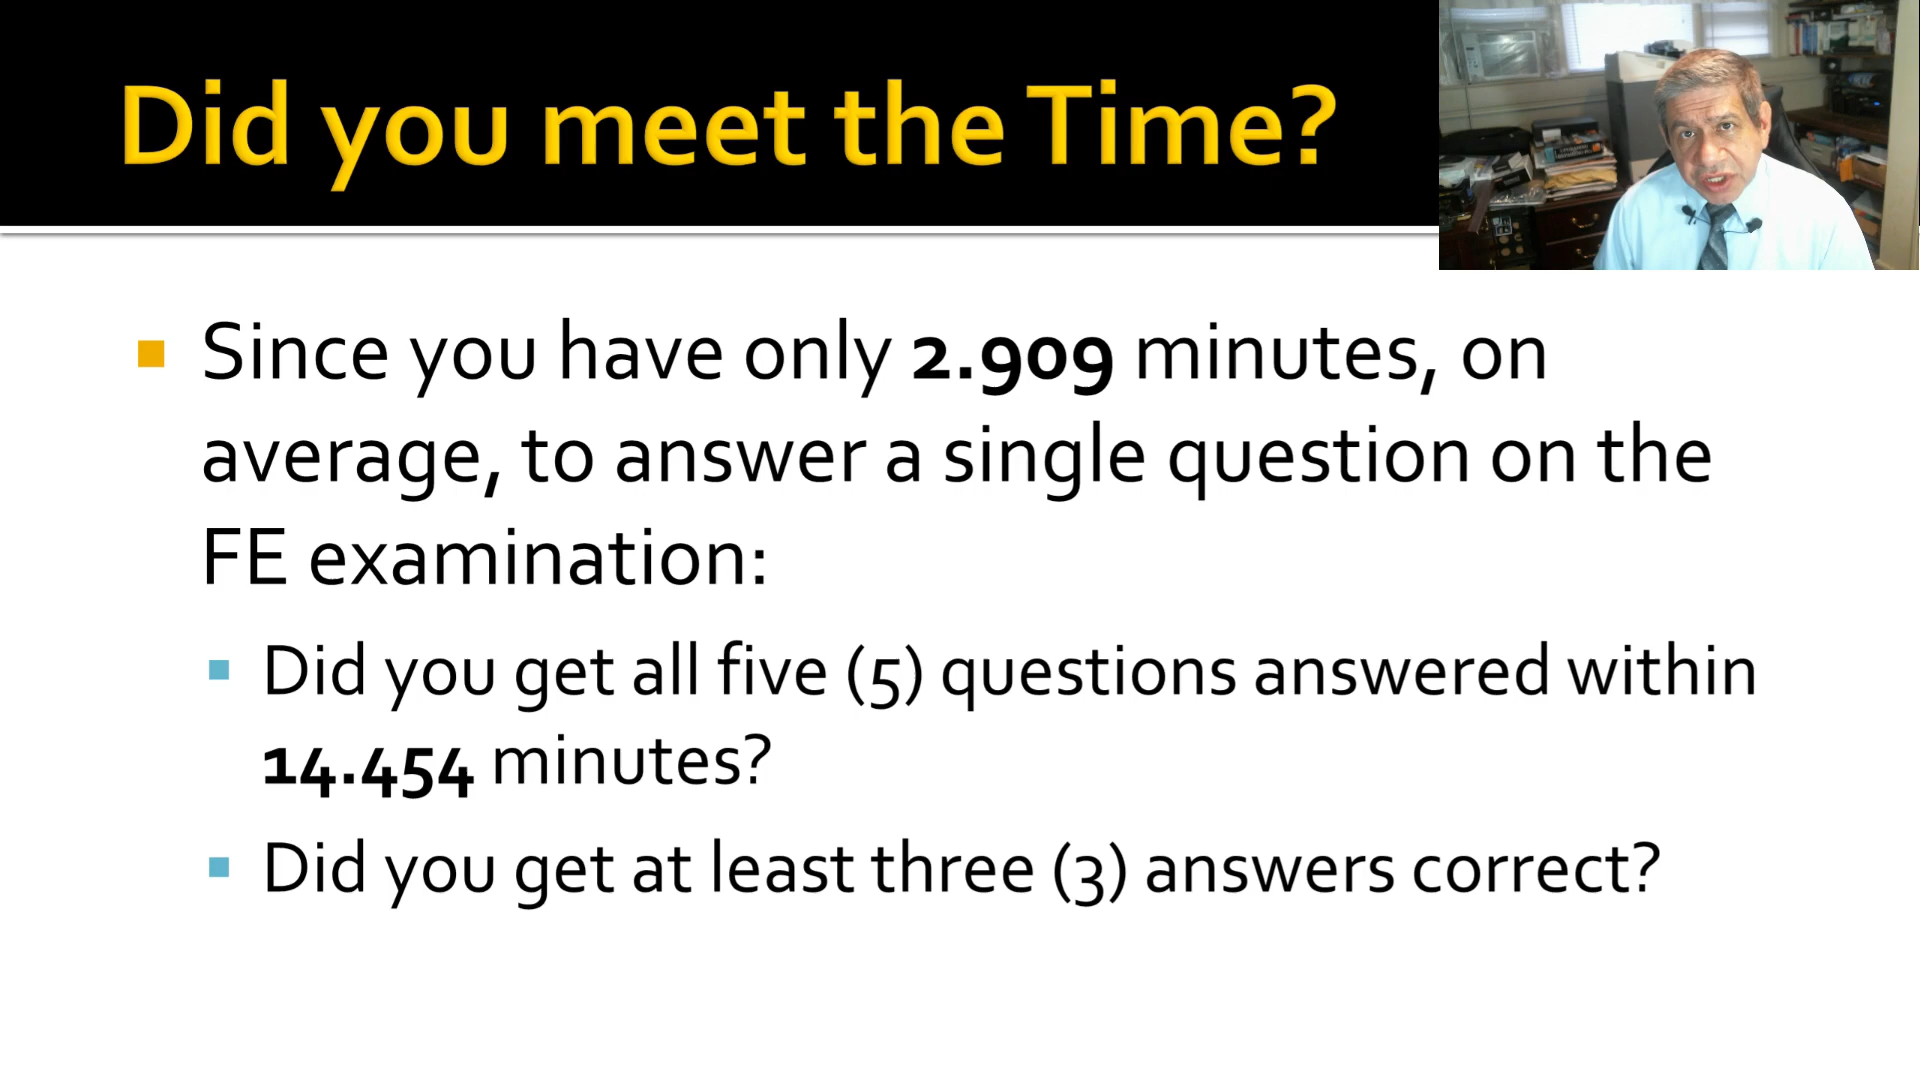 Did you meet the Time?
Since you have only 2.909 minutes, on
average, to answer a single question on the
FE examination:
Did you get all five (5) questions answered within
14.454 minutes?
Did you get at least three (3) answers correct?